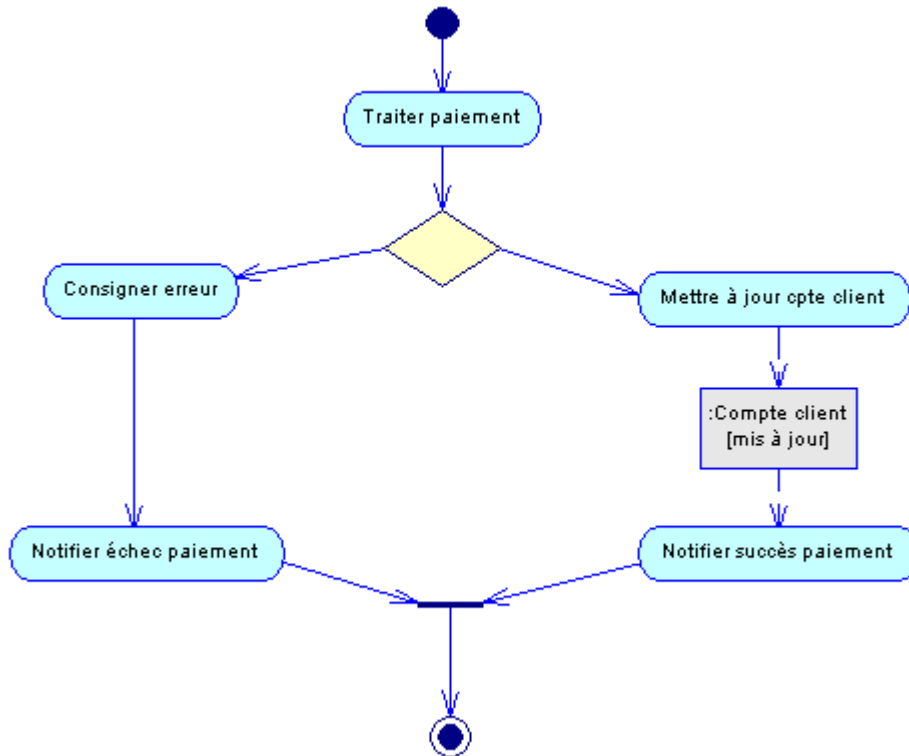 Traiter paiement
Consigner erreur
Mettre à jour cpte client
:Compte client
[mis à jour]
Notifier échec paiement
Notifier succès paiement